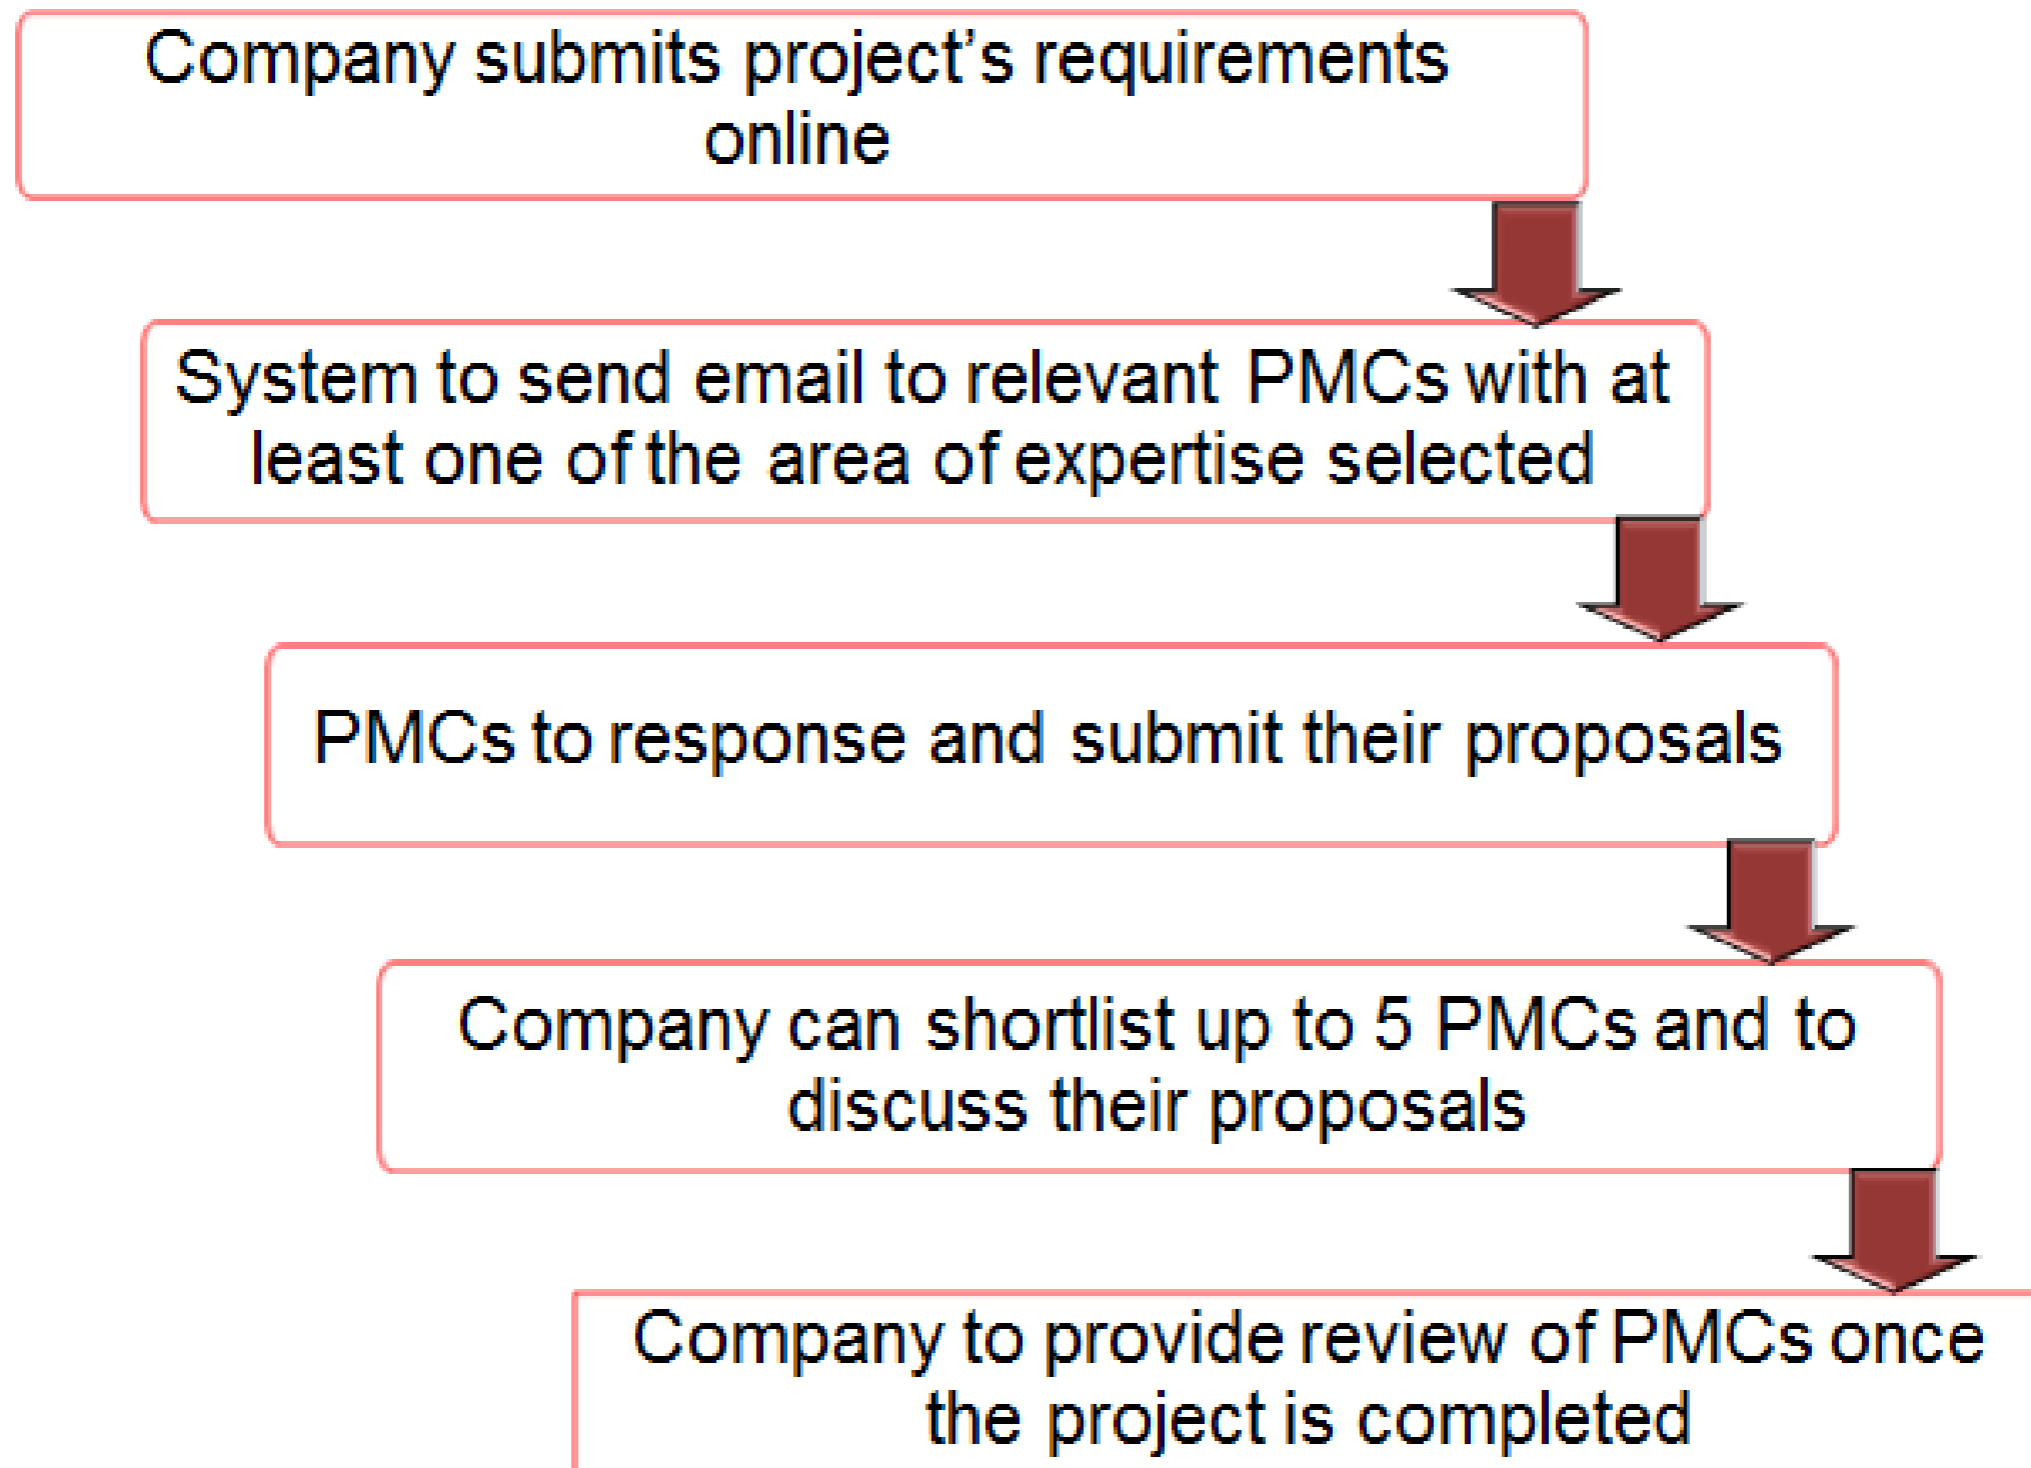 Company submits project’s requirements
online
System to send email to relevant PMCs with at
least one of the area of expertise selected
PMCs to response and submit their proposals
Company can shortlist up to 5 PMCs and to
discuss their proposals
Company to provide review of PMCs once
the project is completed